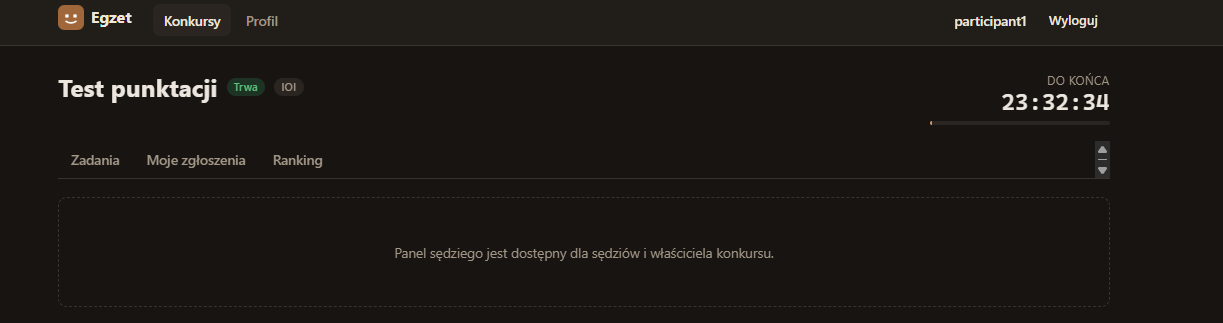 Egzet Konkursy Profil participant1 Wyloguj
Test punktacji Trwa IOI
DO KOŃCA
23:32:34
Zadania Moje zgłoszenia Ranking
Panel sędziego jest dostępny dla sędziów i właściciela konkursu.